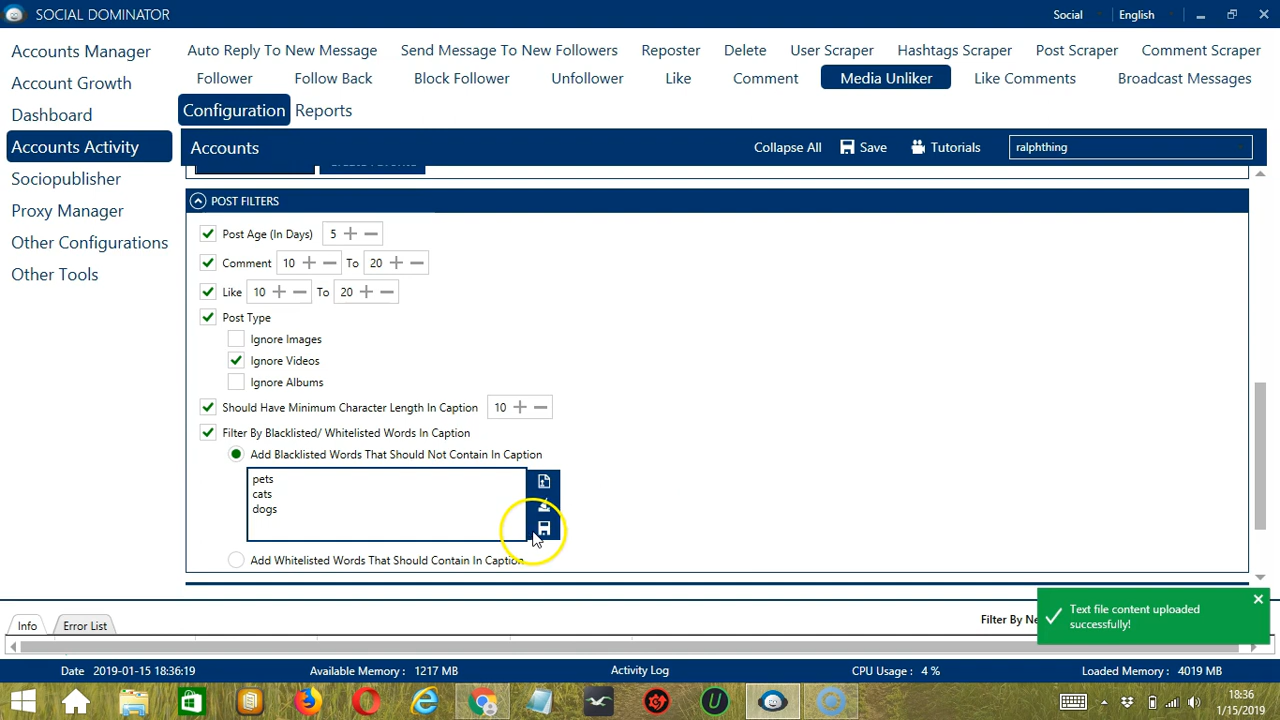 SOCIAL DOMINATOR
Social
English
Accounts Manager
Account Growth
Dashboard
Accounts Activity
Sociopublisher
Proxy Manager
Other Configurations
Other Tools
Auto Reply To New Message
Send Message To New Followers
Reposter
Delete
User Scraper
Hashtags Scraper
Post Scraper
Comment Scraper
Follower
Follow Back
Block Follower
Unfollower
Like
Comment
Media Unliker
Like Comments
Broadcast Messages
Configuration
Reports
Accounts
Collapse All
Save
Tutorials
ralphthing
POST FILTERS
Post Age (In Days) 5
Comment 10 To 20
Like 10 To 20
Post Type
Ignore Images
Ignore Videos
Ignore Albums
Should Have Minimum Character Length In Caption 10
Filter By Blacklisted/ Whitelisted Words In Caption
Add Blacklisted Words That Should Not Contain In Caption
pets
cats
dogs
Add Whitelisted Words That Should Contain In Caption
Text file content uploaded
successfully!
Info
Error List
Filter By Ne
Date 2019-01-15 18:36:19
Available Memory : 1217 MB
Activity Log
CPU Usage : 4 %
Loaded Memory : 4019 MB
18:36
1/15/2019